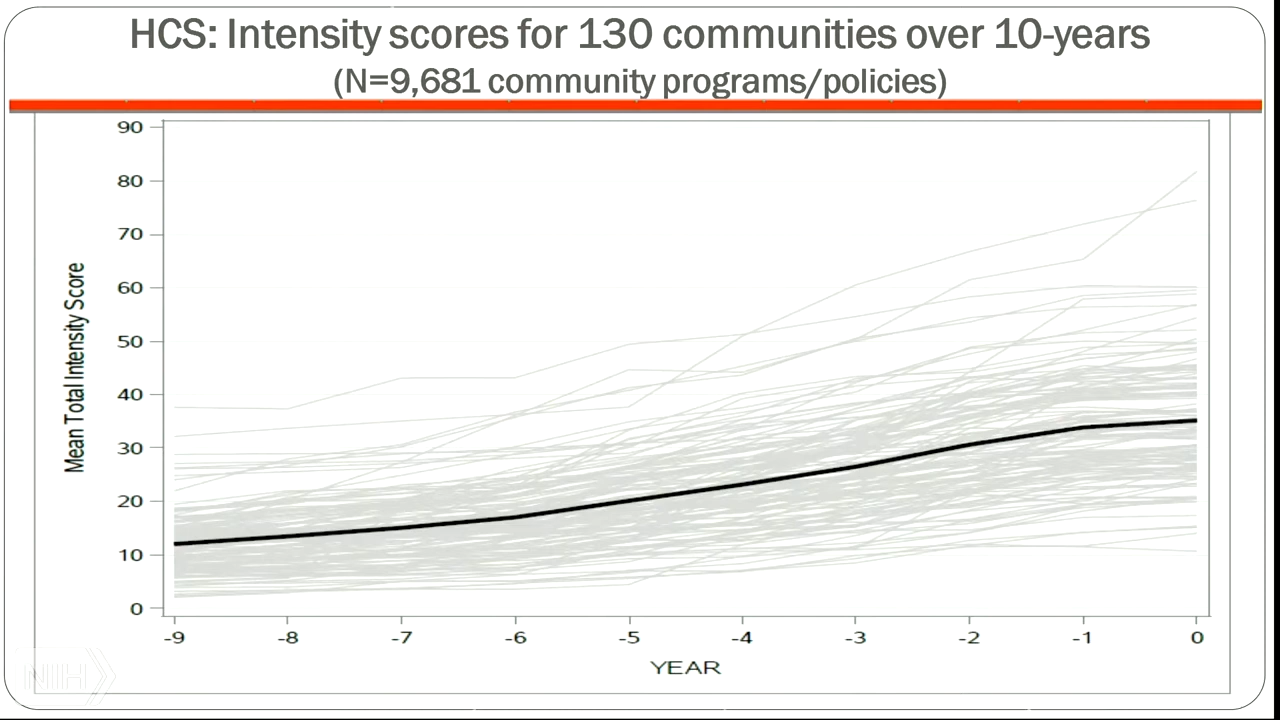 HCS: Intensity scores for 130 communities over 10-years
(N=9,681 community programs/policies)
90
80
70
60
50
40
30
20
10
0
Mean Total Intensity Score
-9 -8 -7 -6 -5 -4 -3 -2 -1 0
YEAR
NIH